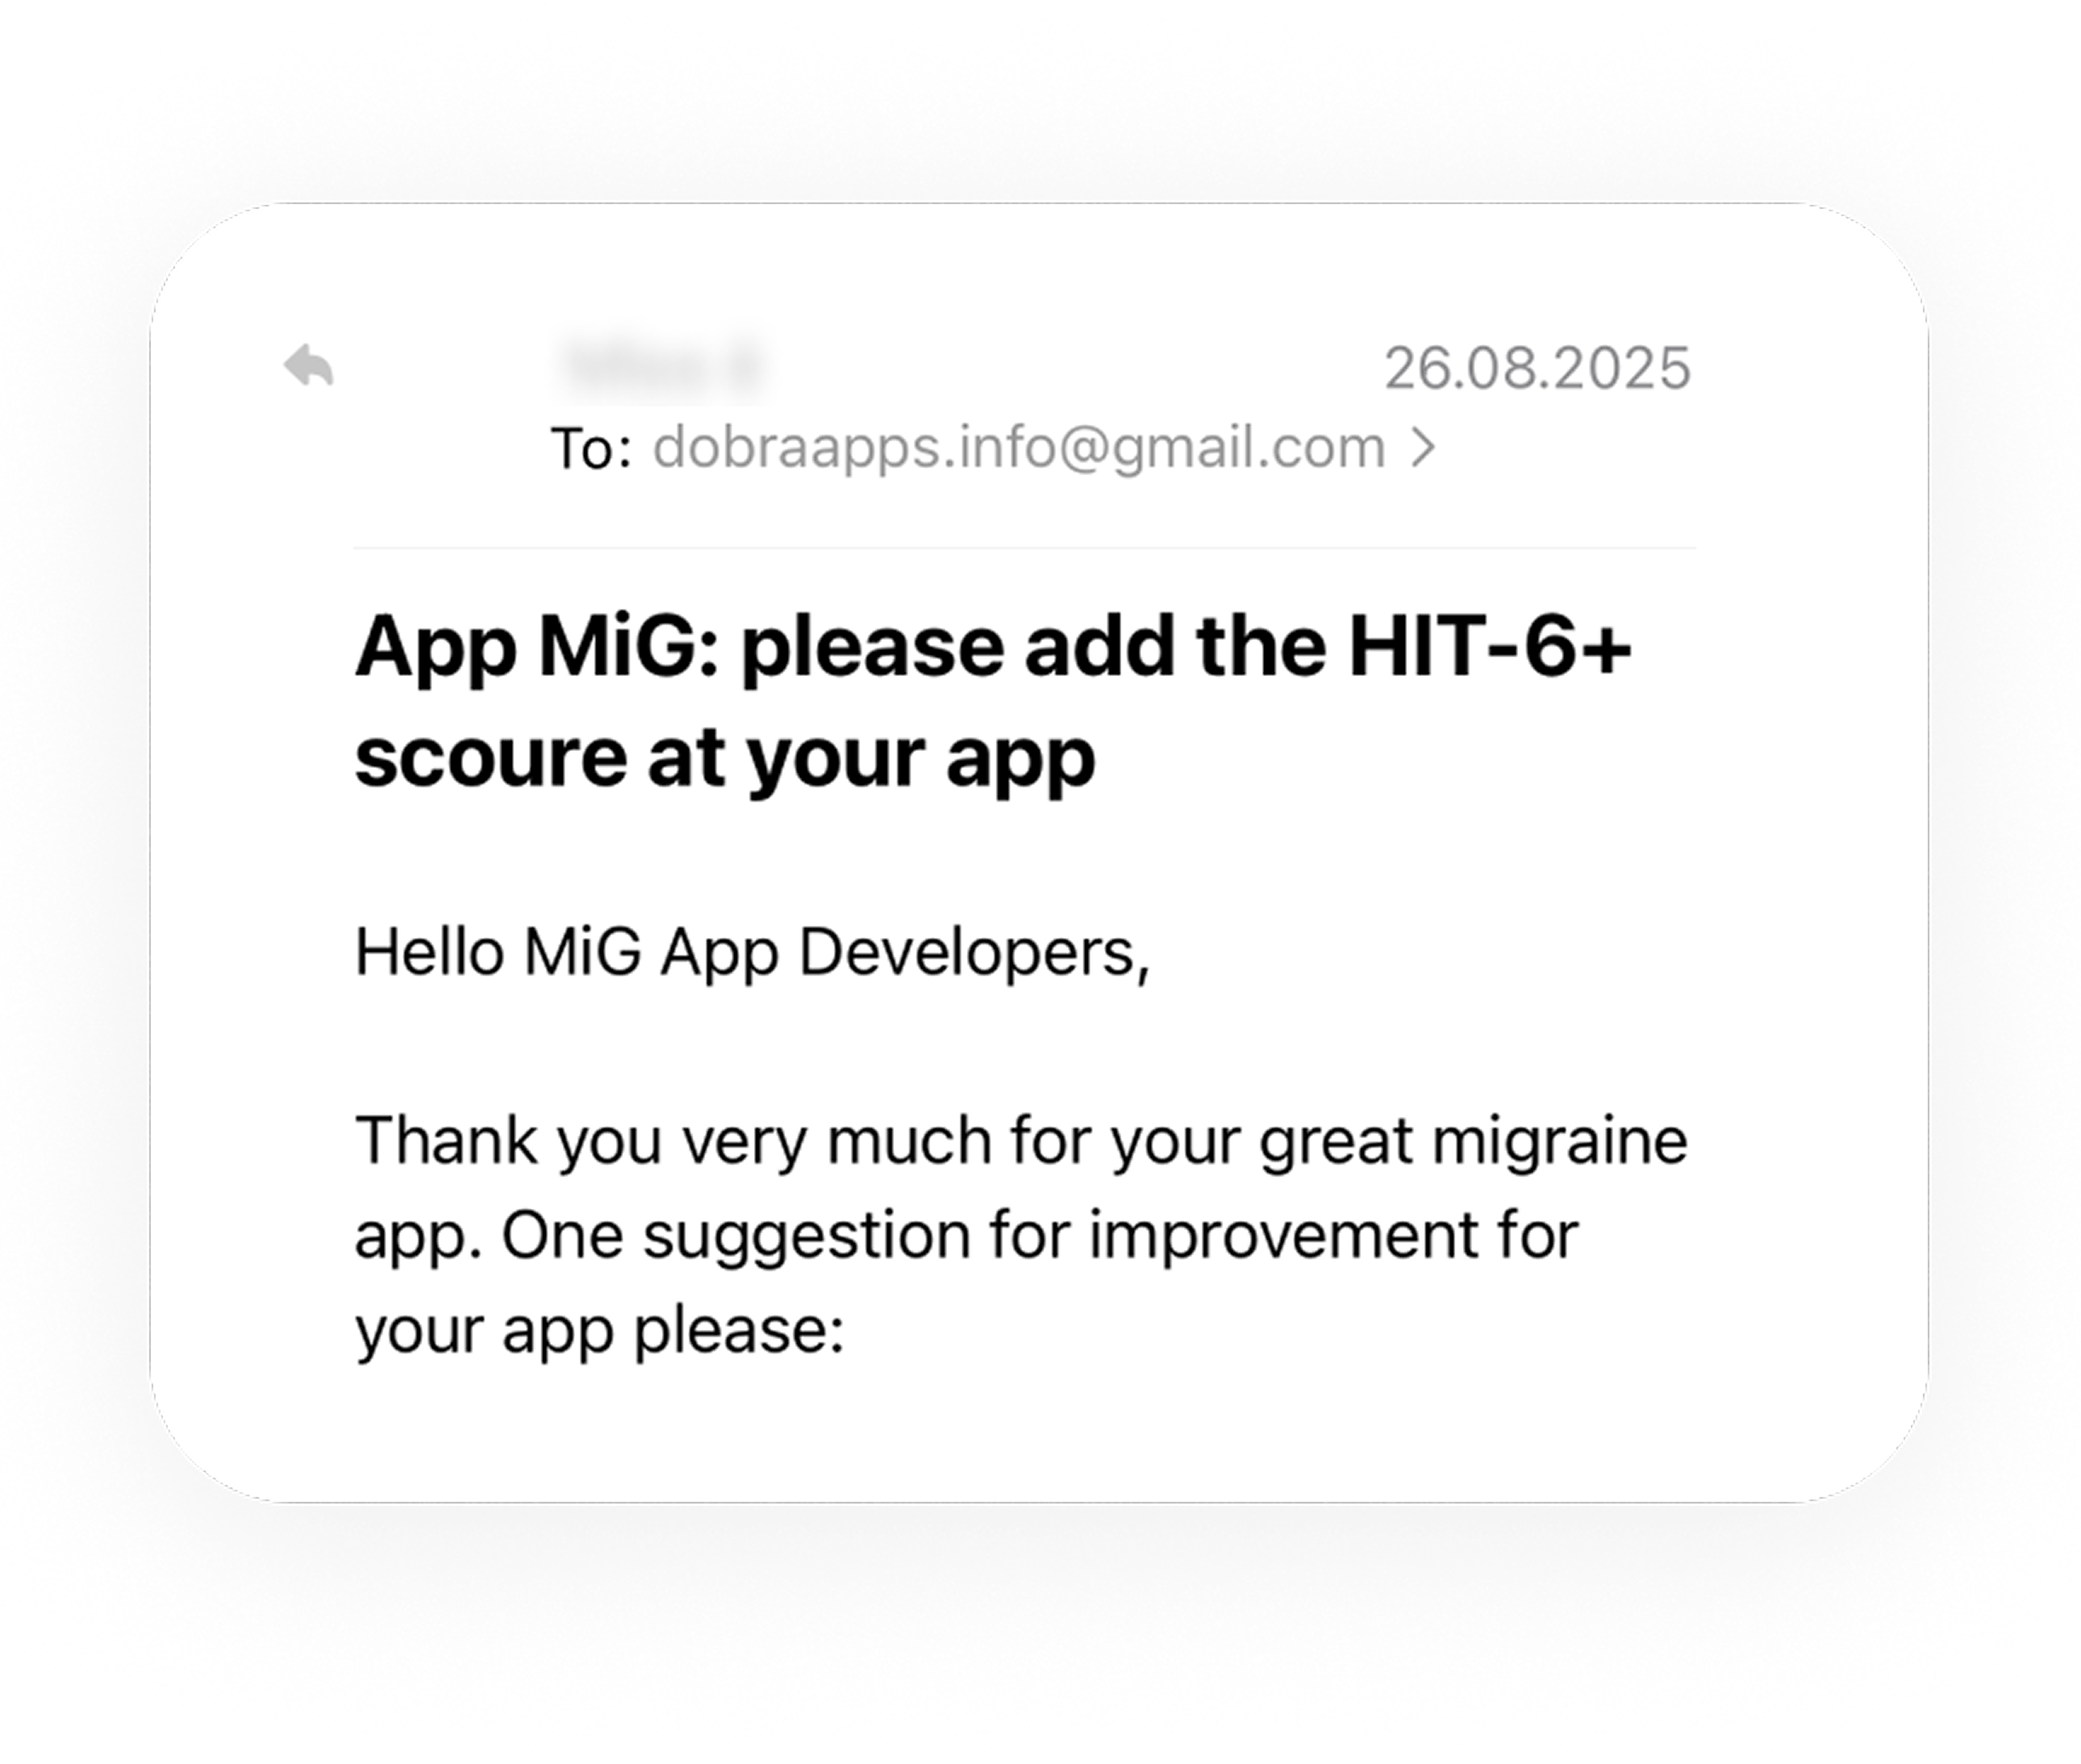 26.08.2025
To: dobraapps.info@gmail.com >
App MiG: please add the HIT-6+
scoure at your app
Hello MiG App Developers,
Thank you very much for your great migraine
app. One suggestion for improvement for
your app please: